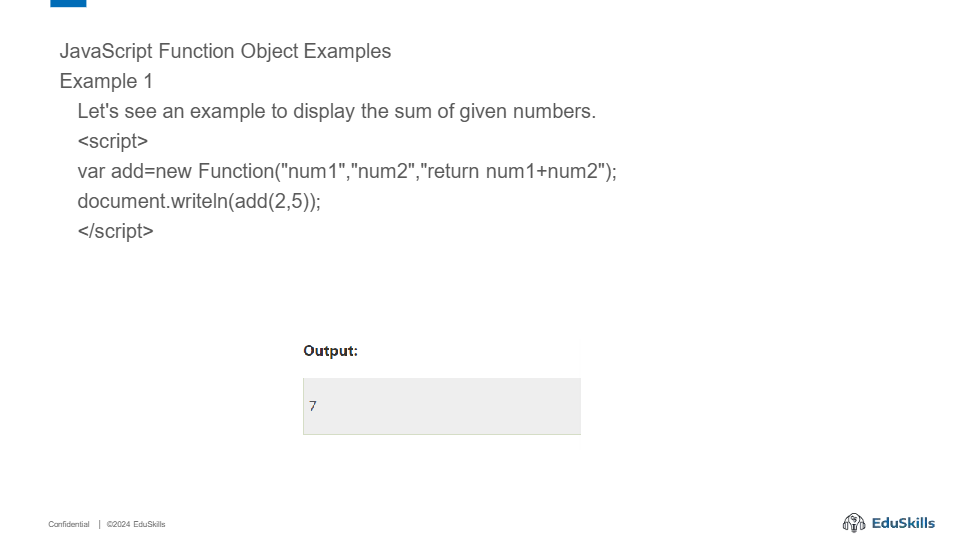 JavaScript Function Object Examples
Example 1
Let's see an example to display the sum of given numbers.
<script>
var add=new Function("num1","num2","return num1+num2");
document.writeln(add(2,5));
</script>
Output:
7
Confidential | ©2024 EduSkills
EduSkills